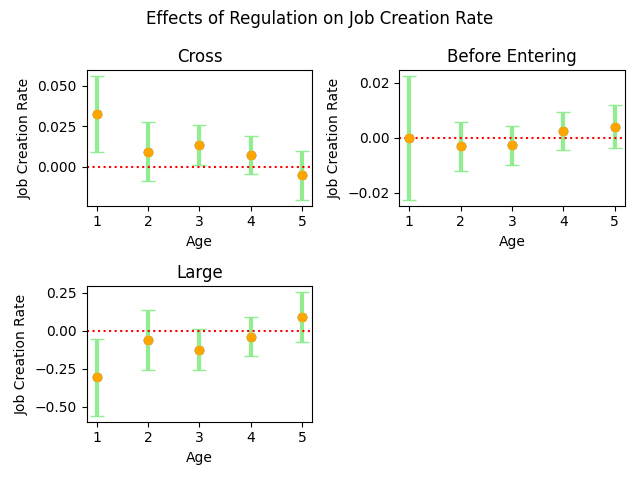 Effects of Regulation on Job Creation Rate
Cross
Job Creation Rate
0.050
0.025
0.000
1 2 3 4 5
Age
Before Entering
Job Creation Rate
0.02
0.00
−0.02
1 2 3 4 5
Age
Large
Job Creation Rate
0.25
0.00
−0.25
−0.50
1 2 3 4 5
Age